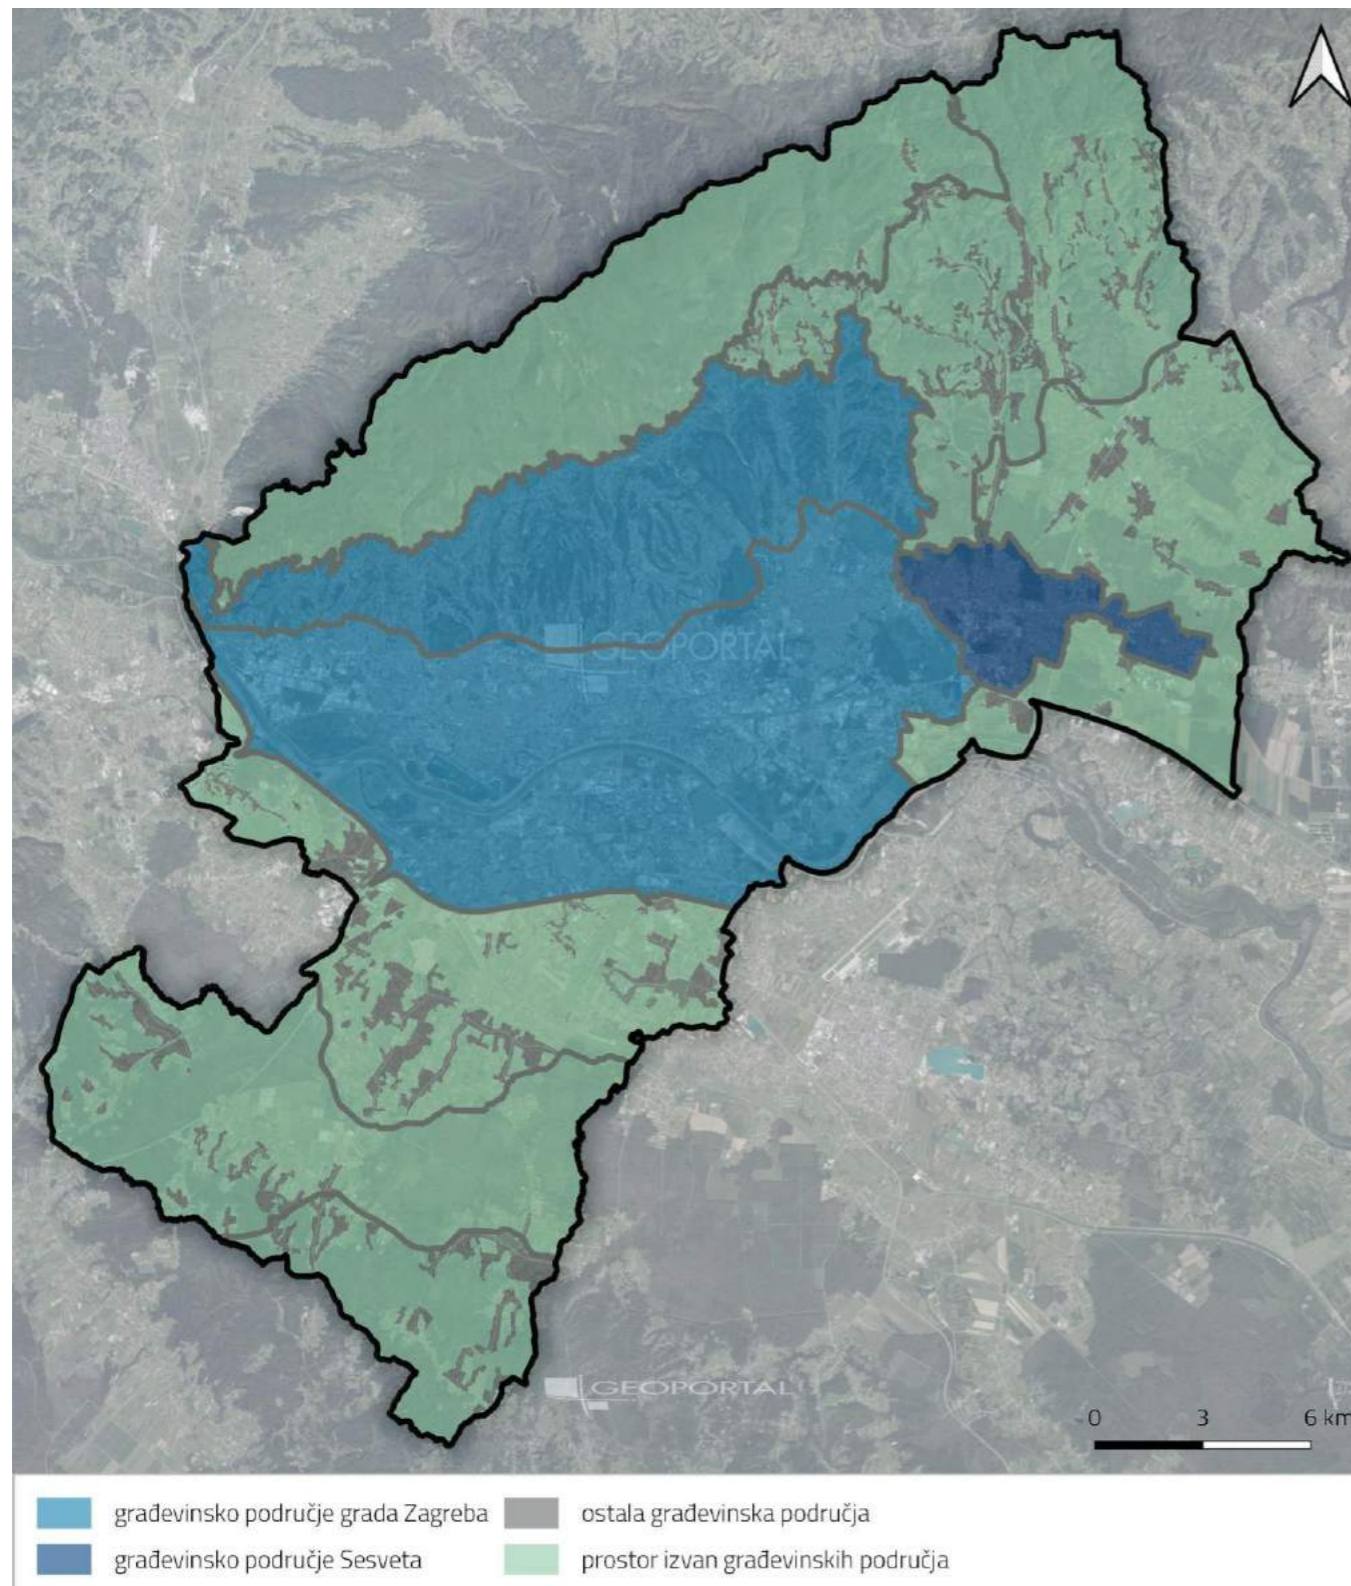 GEOPORTAL
GEOPORTAL
0 3 6 km
građevinsko područje grada Zagreba
ostala građevinska područja
građevinsko područje Sesveta
prostor izvan građevinskih područja